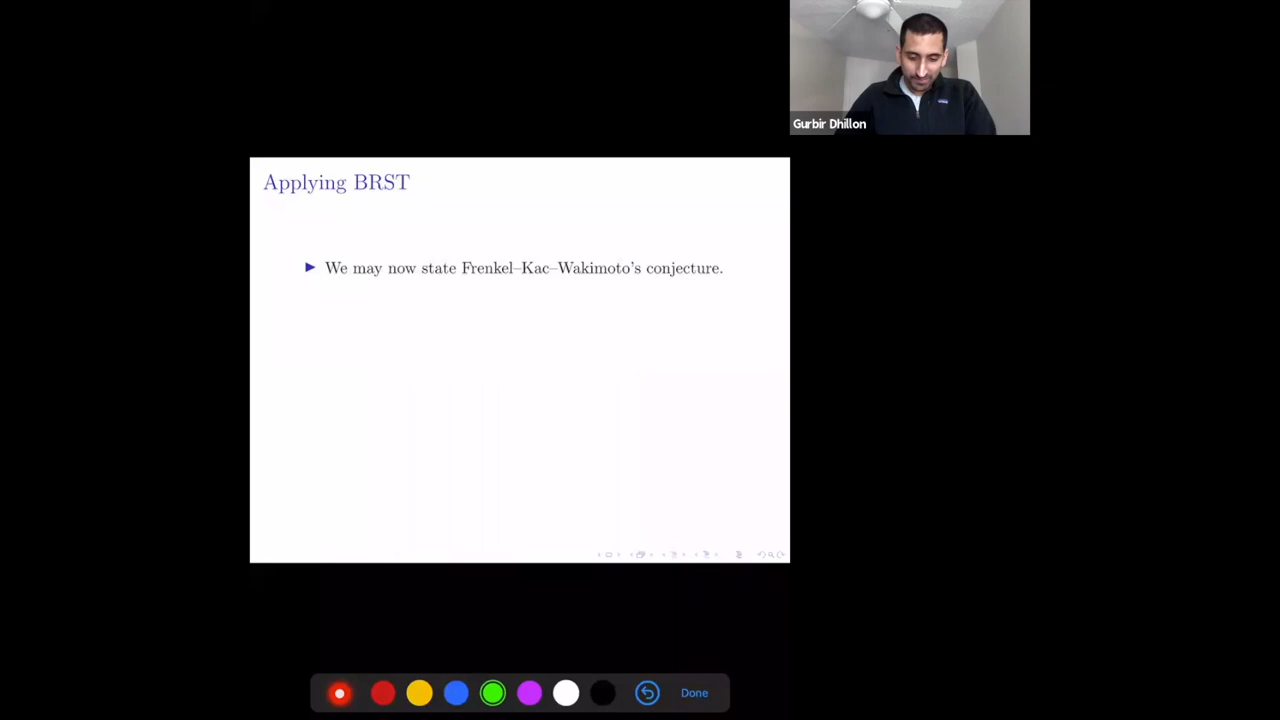 Gurbir Dhillon
Applying BRST
▶ We may now state Frenkel–Kac–Wakimoto's conjecture.
Done